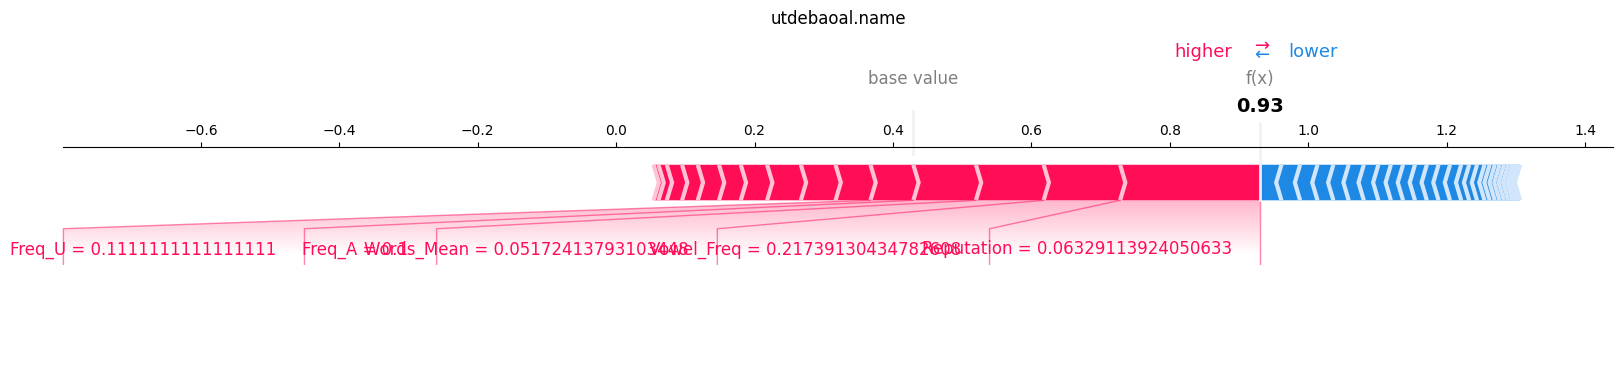 utdebaoal.name
higher ⇄ lower
base value f(x)
0.93
−0.6 −0.4 −0.2 0.0 0.2 0.4 0.6 0.8 1.0 1.2 1.4
Freq_U = 0.1111111111111111 Freq_A = 0.1 Words_Mean = 0.05172413793103448 Vowel_Freq = 0.21739130434782608 Reputation = 0.06329113924050633